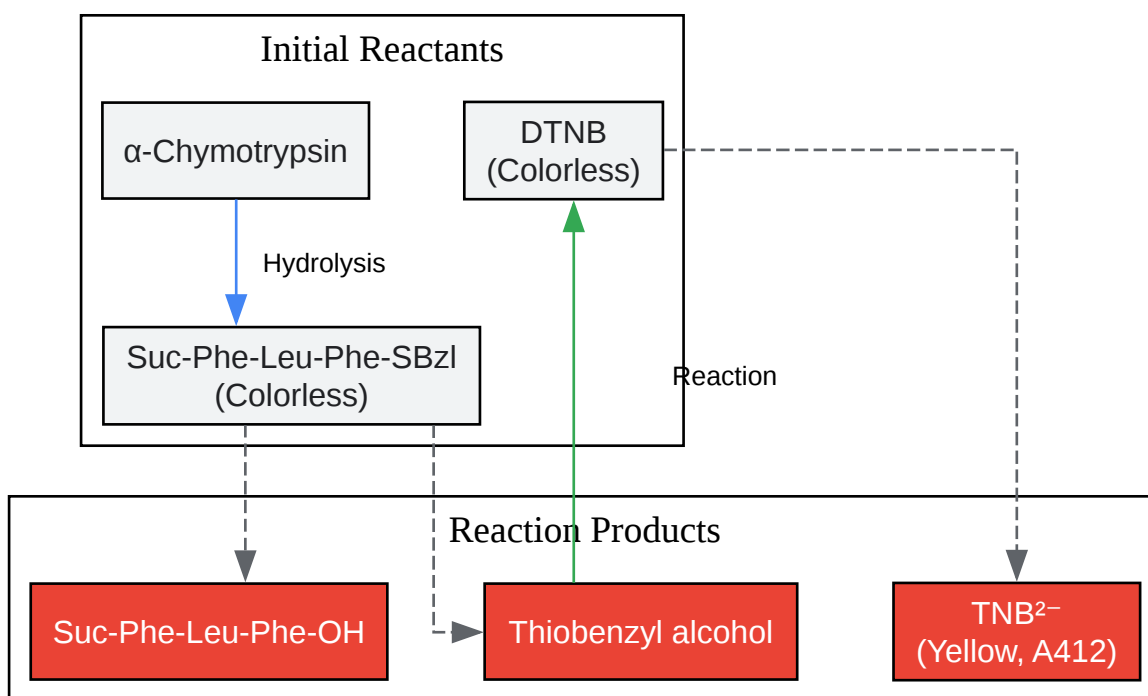 Initial Reactants
α-Chymotrypsin
DTNB
(Colorless)
Hydrolysis
Suc-Phe-Leu-Phe-SBzl
(Colorless)
Reaction
Reaction Products
Suc-Phe-Leu-Phe-OH
Thiobenzyl alcohol
TNB²⁻
(Yellow, A412)